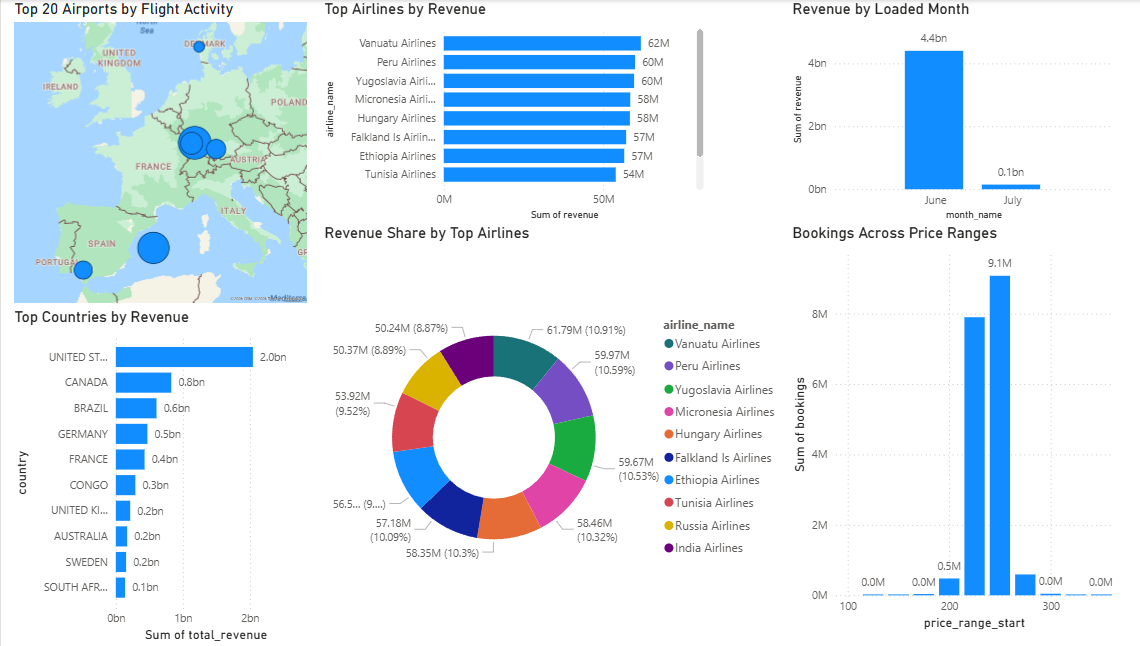 Top 20 Airports by Flight Activity
North
Sea
DENMARK
UNITED
KINGDOM
IRELAND
POLAND
FRANCE
AUSTRIA
ITALY
SPAIN
PORTUGAL
GR
Top Countries by Revenue
country
UNITED ST...
2.0bn
CANADA
0.8bn
BRAZIL
0.6bn
GERMANY
0.5bn
FRANCE
0.4bn
CONGO
0.3bn
UNITED KI...
0.2bn
AUSTRALIA
0.2bn
SWEDEN
0.2bn
SOUTH AFR...
0.1bn
0bn 1bn 2bn
Sum of total_revenue
Top Airlines by Revenue
airline_name
Vanuatu Airlines
62M
Peru Airlines
60M
Yugoslavia Airli...
60M
Micronesia Airli...
58M
Hungary Airlines
58M
Falkland Is Airlin...
57M
Ethiopia Airlines
57M
Tunisia Airlines
54M
0M 50M
Sum of revenue
Revenue Share by Top Airlines
61.79M (10.91%)
59.97M
(10.59%)
59.67M
(10.53%)
58.46M
(10.32%)
58.35M (10.3%)
57.18M
(10.09%)
56.5... (9....)
53.92M
(9.52%)
50.37M (8.89%)
50.24M (8.87%)
airline_name
Vanuatu Airlines
Peru Airlines
Yugoslavia Airlines
Micronesia Airlines
Hungary Airlines
Falkland Is Airlines
Ethiopia Airlines
Tunisia Airlines
Russia Airlines
India Airlines
Revenue by Loaded Month
Sum of revenue
4bn
2bn
0bn
4.4bn
0.1bn
June July
month_name
Bookings Across Price Ranges
Sum of bookings
8M
6M
4M
2M
0M
0.0M
0.0M
0.5M
9.1M
0.0M
0.0M
100 200 300
price_range_start